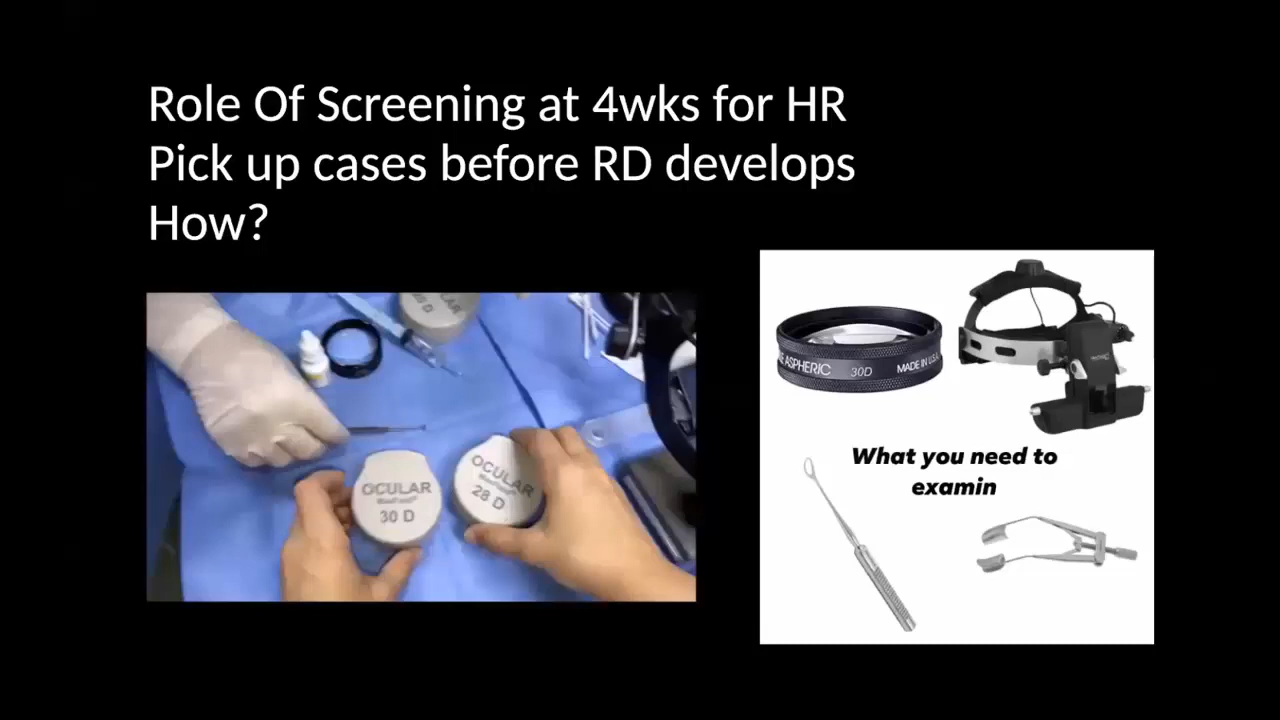 Role Of Screening at 4wks for HR
Pick up cases before RD develops
How?
OCULAR
30 D
OCULAR
28 D
ASPHERIC 30D MADE IN U.S.A
What you need to
examin